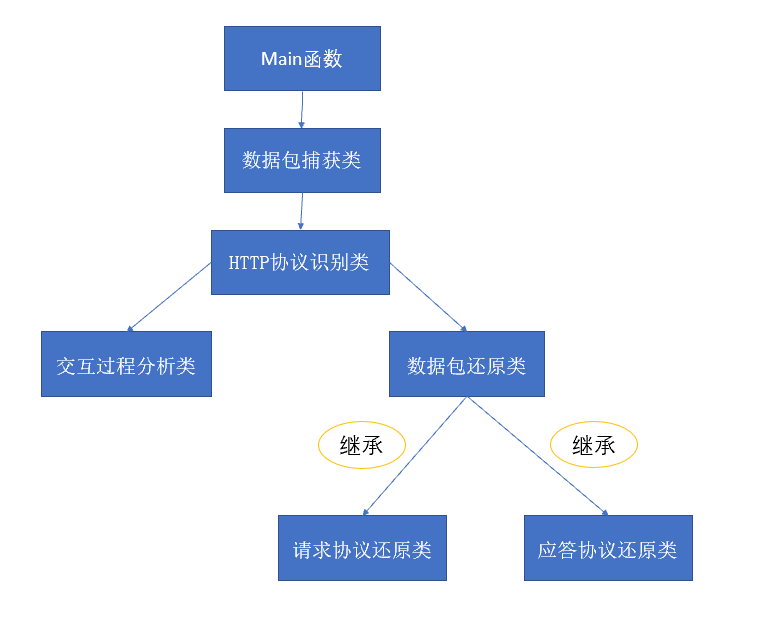 Main函数
数据包捕获类
HTTP协议识别类
交互过程分析类
数据包还原类
继承
继承
请求协议还原类
应答协议还原类